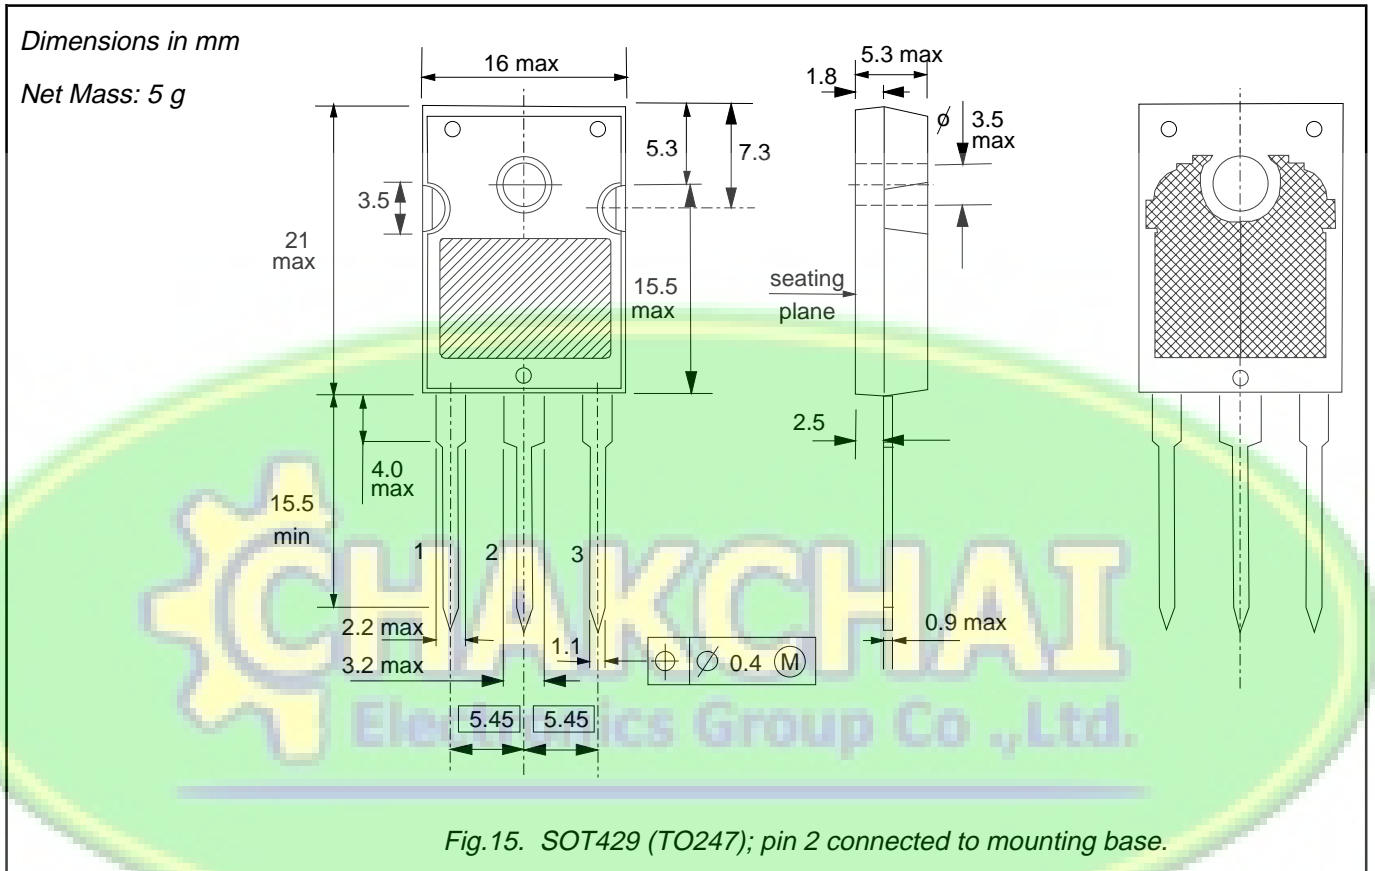 Dimensions in mm
Net Mass: 5 g
16 max
5.3 max
1.8
ø
3.5
max
5.3
7.3
3.5
21
max
15.5
max
seating
plane
2.5
4.0
max
15.5
min
1
2
3
2.2 max
3.2 max
1.1
0.9 max
⌖ ∅ 0.4 Ⓜ
5.45
5.45
CHAKCHAI
Electronics Group Co .,Ltd.
Fig.15. SOT429 (TO247); pin 2 connected to mounting base.